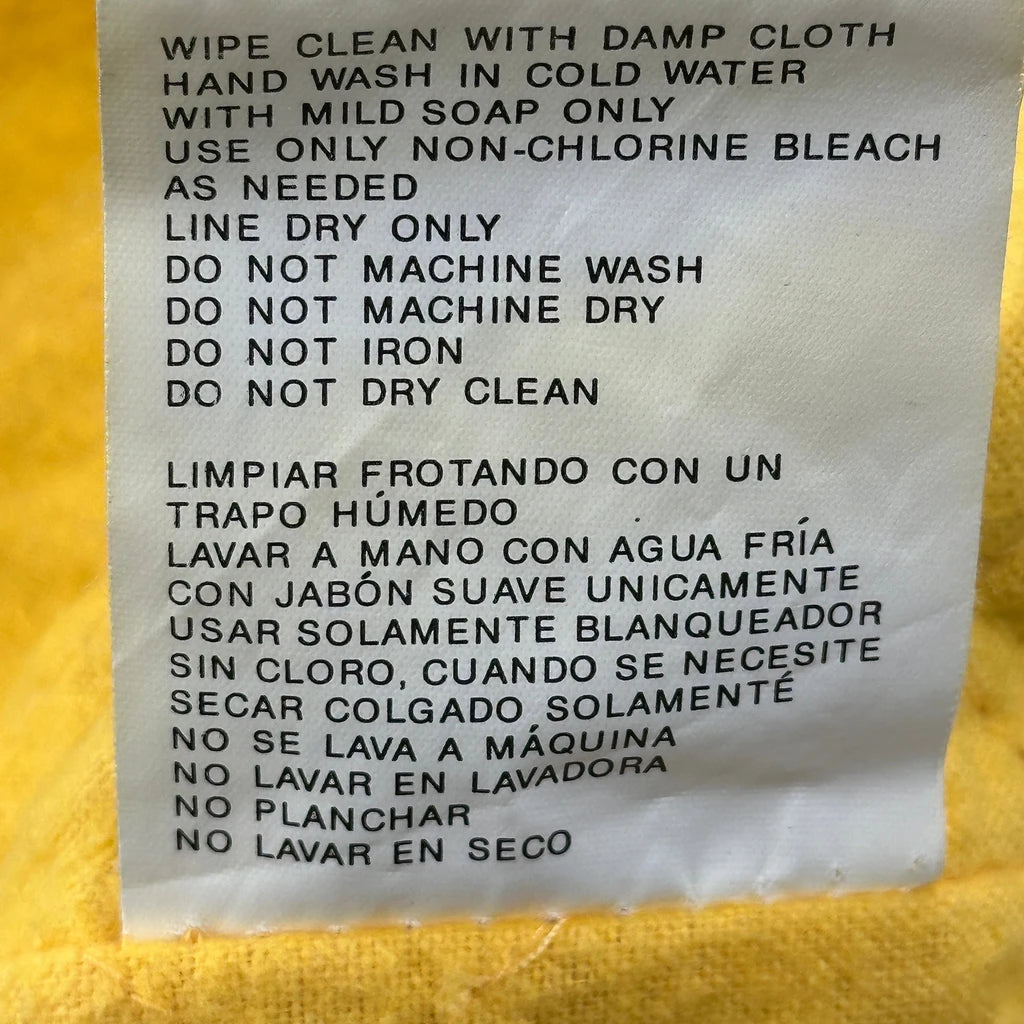 WIPE CLEAN WITH DAMP CLOTH
HAND WASH IN COLD WATER
WITH MILD SOAP ONLY
USE ONLY NON-CHLORINE BLEACH
AS NEEDED
LINE DRY ONLY
DO NOT MACHINE WASH
DO NOT MACHINE DRY
DO NOT IRON
DO NOT DRY CLEAN
LIMPIAR FROTANDO CON UN
TRAPO HÚMEDO
LAVAR A MANO CON AGUA FRÍA
CON JABÓN SUAVE UNICAMENTE
USAR SOLAMENTE BLANQUEADOR
SIN CLORO, CUANDO SE NECESITE
SECAR COLGADO SOLAMENTÉ
NO SE LAVA A MÁQUINA
NO LAVAR EN LAVADORA
NO PLANCHAR
NO LAVAR EN SECO